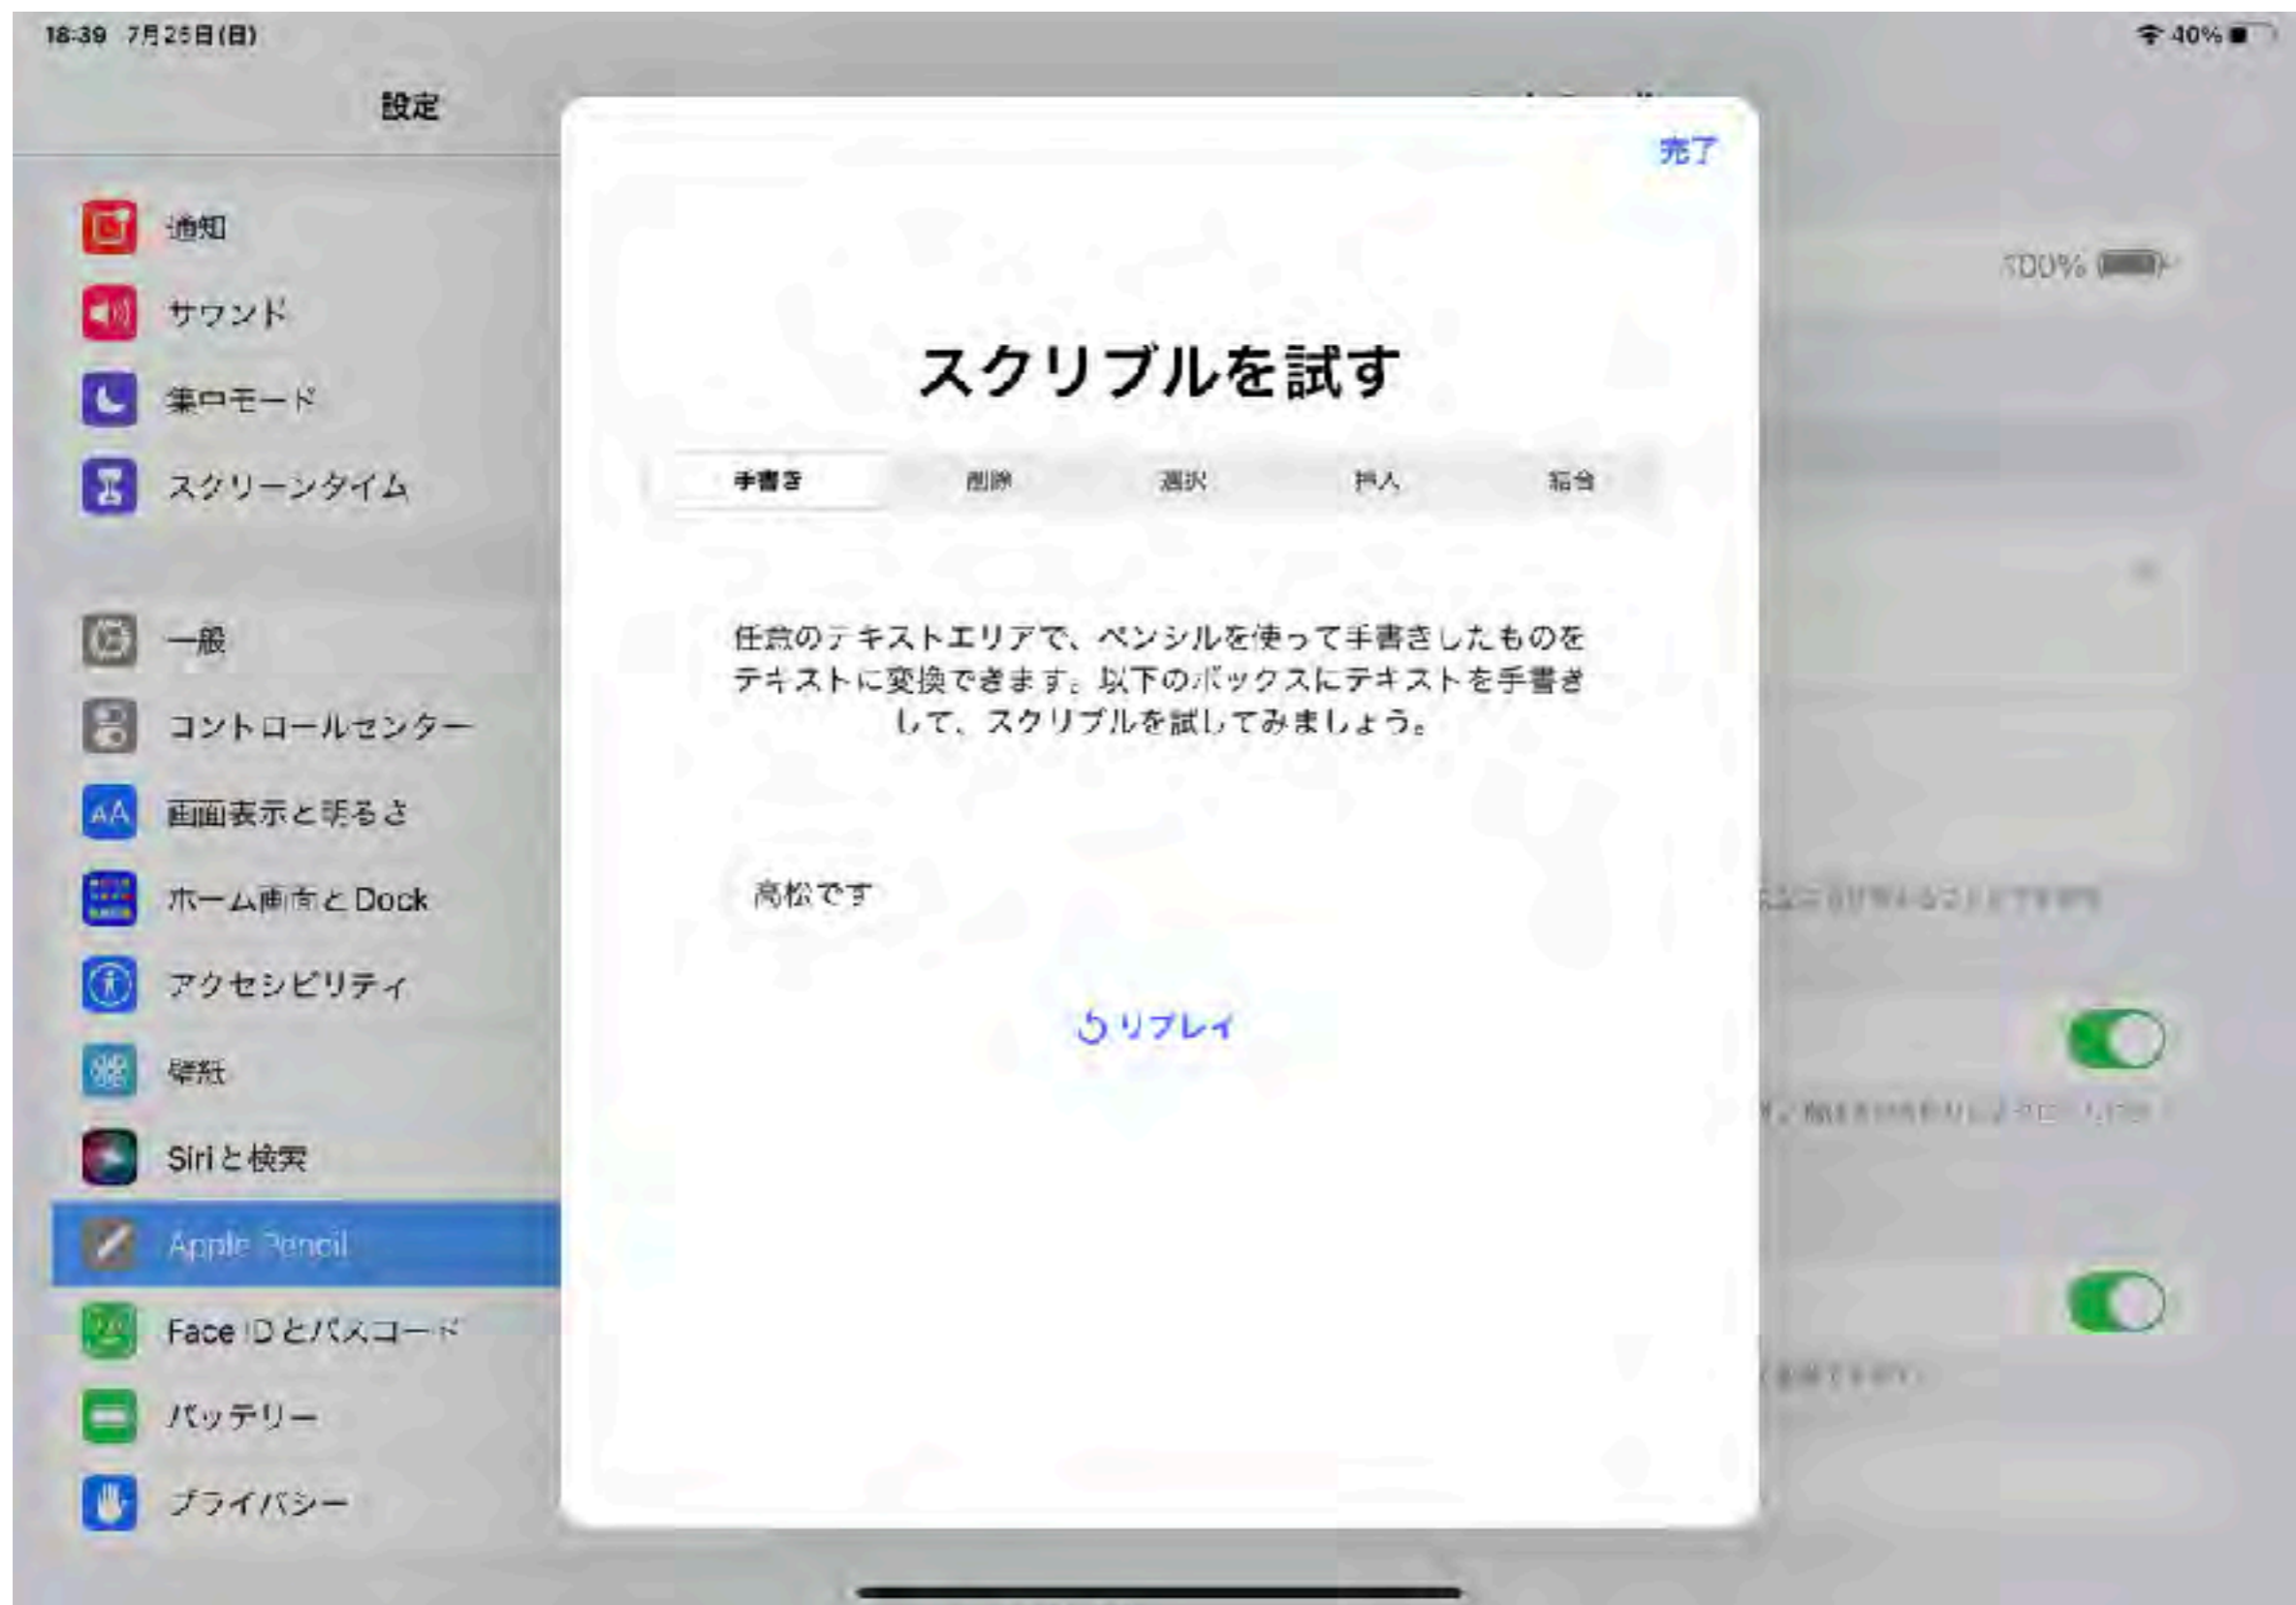 18:39 7月25日(日)
40%
設定
完了
通知
サウンド
集中モード
スクリーンタイム
一般
コントロールセンター
画面表示と明るさ
ホーム画面とDock
アクセシビリティ
壁紙
Siriと検索
Apple Pencil
Face IDとパスコード
バッテリー
プライバシー
スクリブルを試す
手書き 削除 選択 挿入 結合
任意のテキストエリアで、ペンシルを使って手書きしたものを
テキストに変換できます。以下のボックスにテキストを手書き
して、スクリブルを試してみましょう。
高松です
リプレイ
100%